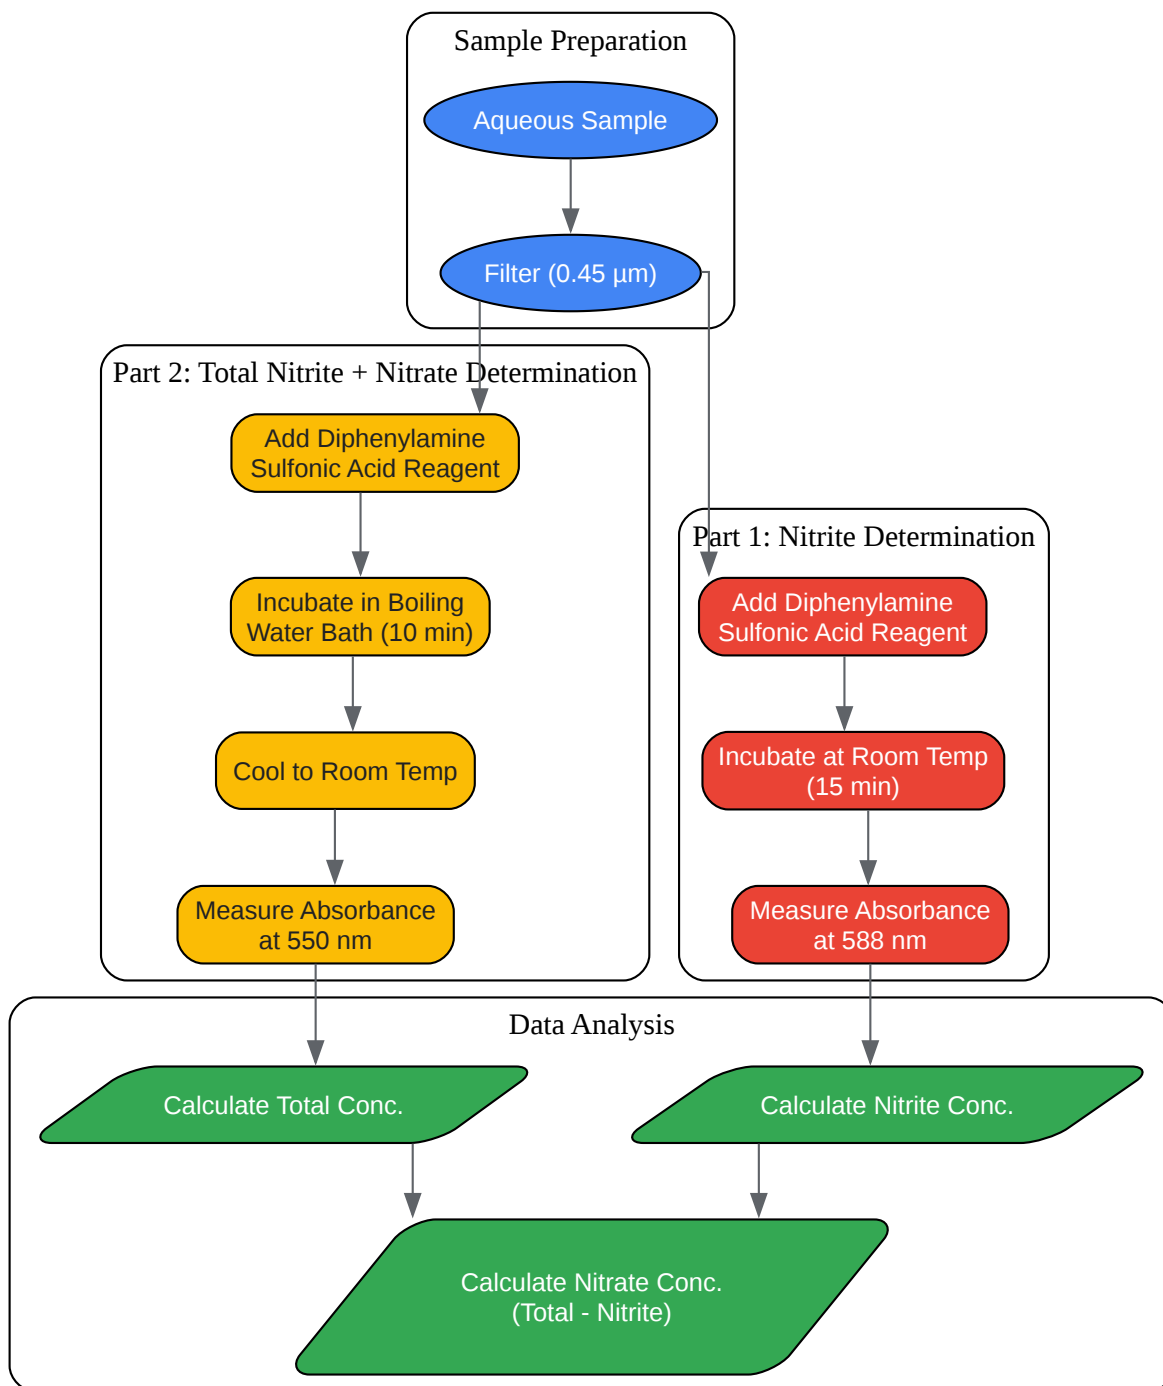 Sample Preparation
Aqueous Sample
Filter (0.45 µm)
Part 2: Total Nitrite + Nitrate Determination
Add Diphenylamine
Sulfonic Acid Reagent
Incubate in Boiling
Water Bath (10 min)
Cool to Room Temp
Measure Absorbance
at 550 nm
Part 1: Nitrite Determination
Add Diphenylamine
Sulfonic Acid Reagent
Incubate at Room Temp
(15 min)
Measure Absorbance
at 588 nm
Data Analysis
Calculate Total Conc.
Calculate Nitrite Conc.
Calculate Nitrate Conc.
(Total - Nitrite)